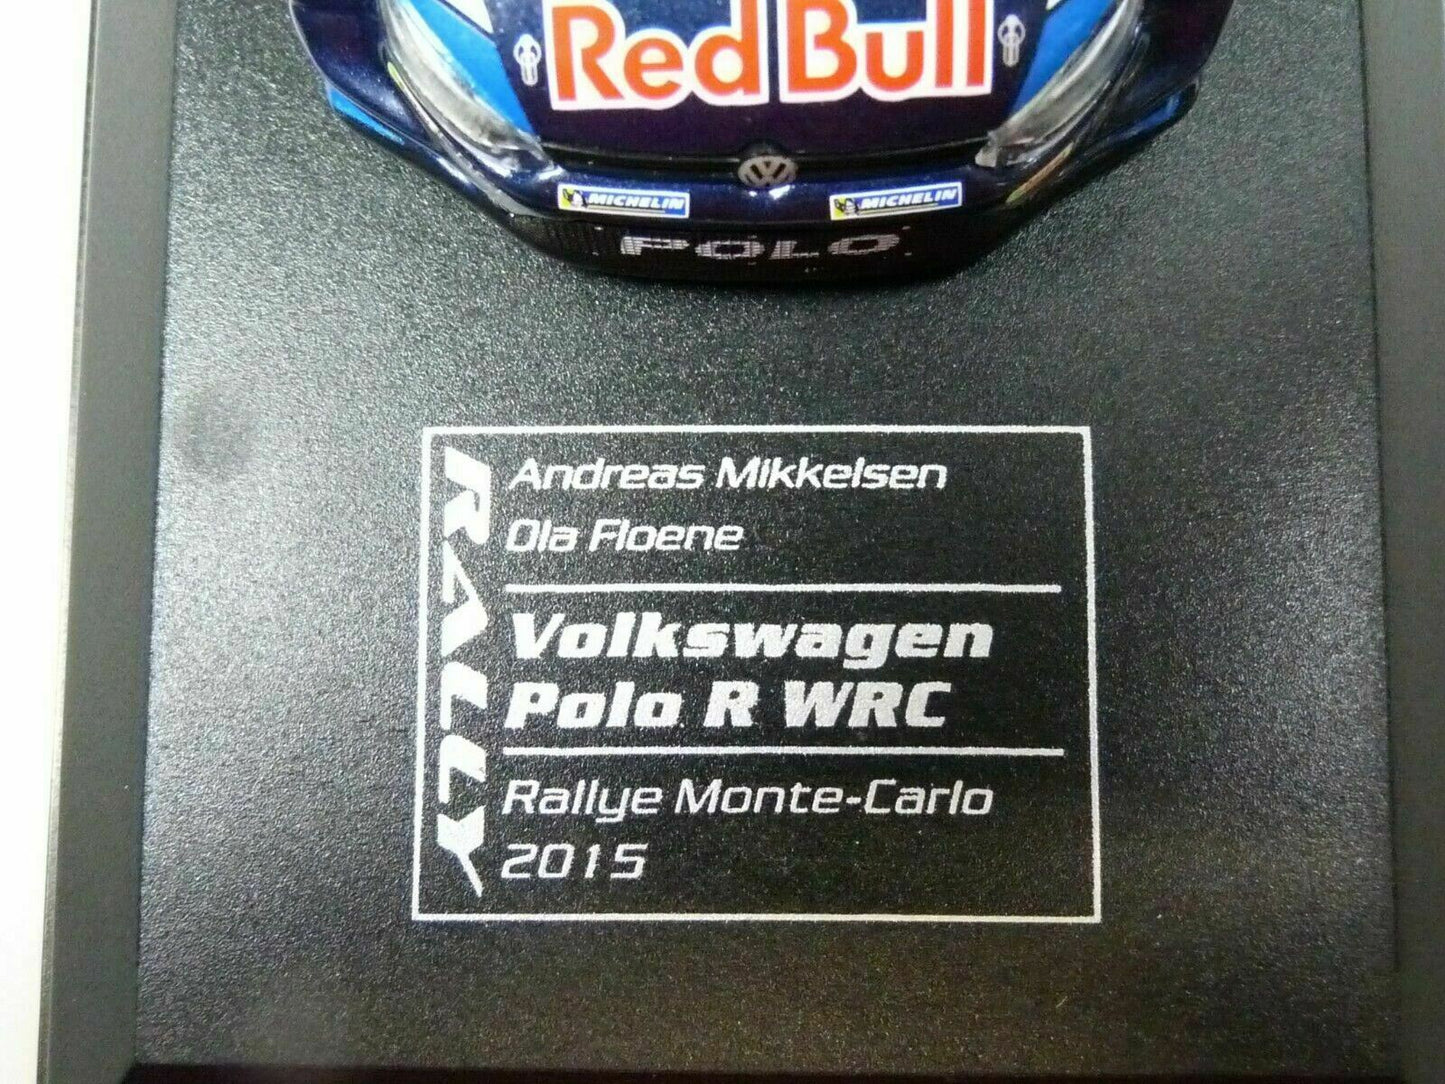 Red Bull
MICHELIN
MICHELIN
POLO
RALLY
Andreas Mikkelsen
Ola Floene
Volkswagen
Polo R WRC
Rallye Monte-Carlo
2015